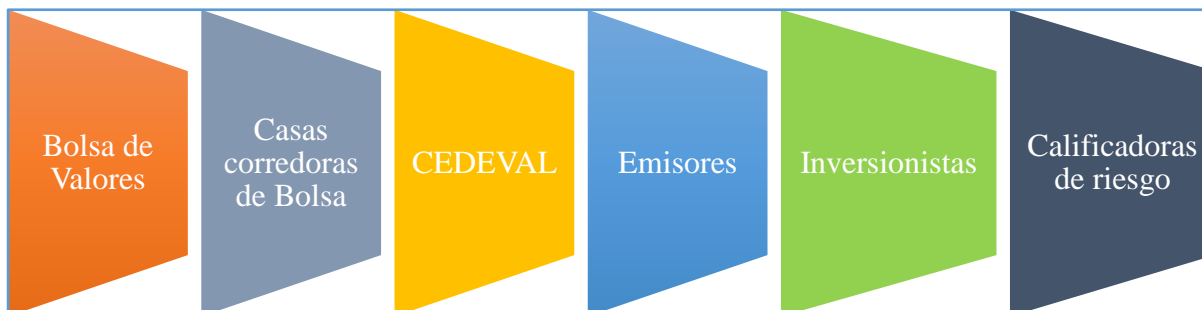 Bolsa de
Valores
Casas
corredoras
de Bolsa
CEDEVAL
Emisores
Inversionistas
Calificadoras
de riesgo